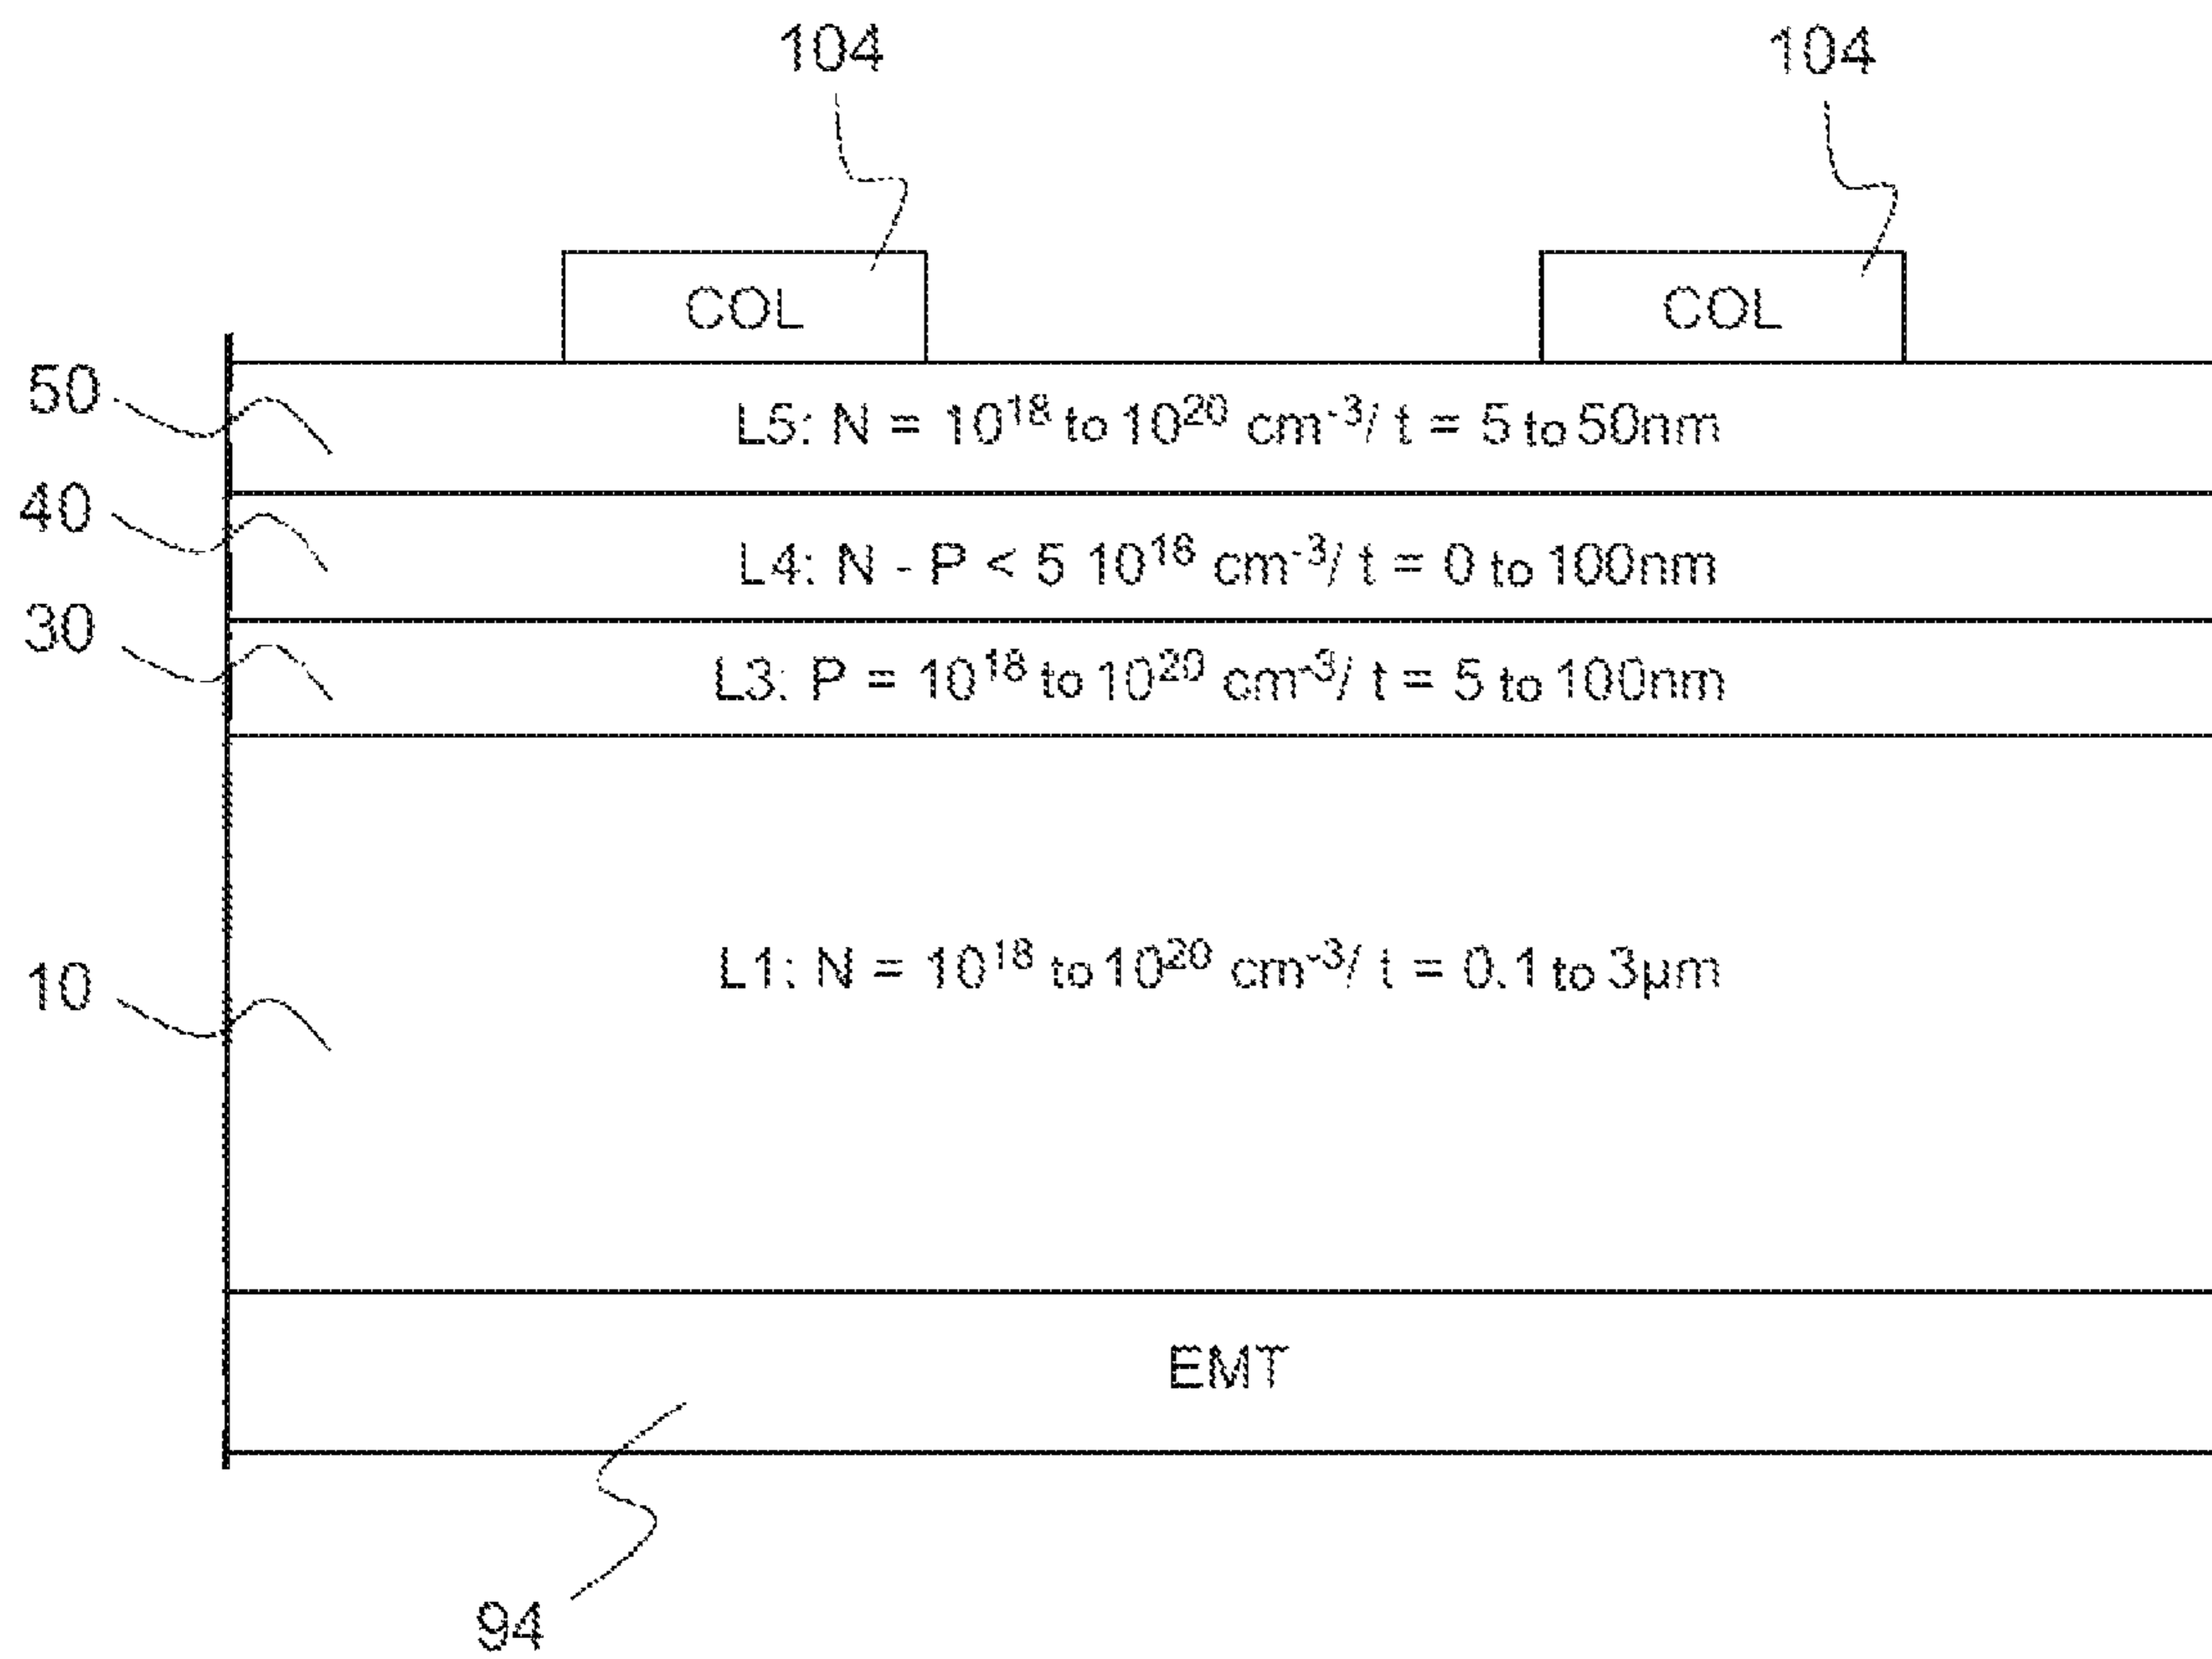 104 104
COL COL
50
L5: N = 10¹⁸ to 10²⁰ cm⁻³/ t = 5 to 50nm
40
L4: N - P < 5 10¹⁶ cm⁻³/ t = 0 to 100nm
30
L3: P = 10¹⁸ to 10²⁰ cm⁻³/ t = 5 to 100nm
10
L1: N = 10¹⁸ to 10²⁰ cm⁻³/ t = 0.1 to 3µm
EMT
94